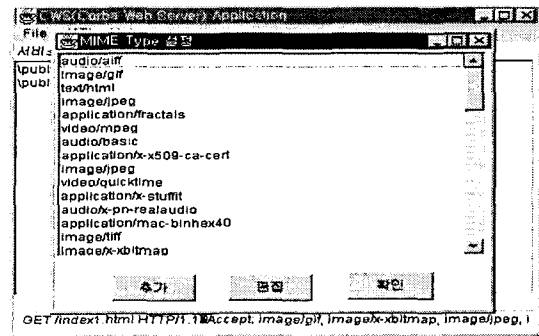 CWS(Corba Web Server) Application
File
MIME Type 설정
서비스
\publ
\publ
audio/aiff
image/gif
text/html
image/jpeg
application/fractals
video/mpeg
audio/basic
application/x-x509-ca-cert
image/jpeg
video/quicktime
application/x-stuffit
audio/x-pn-realaudio
application/mac-binhex40
image/tiff
image/x-xbitmap
추가 편집 확인
GET /index1.html HTTP/1.1 Accept: image/gif, image/x-xbitmap, image/jpeg, i